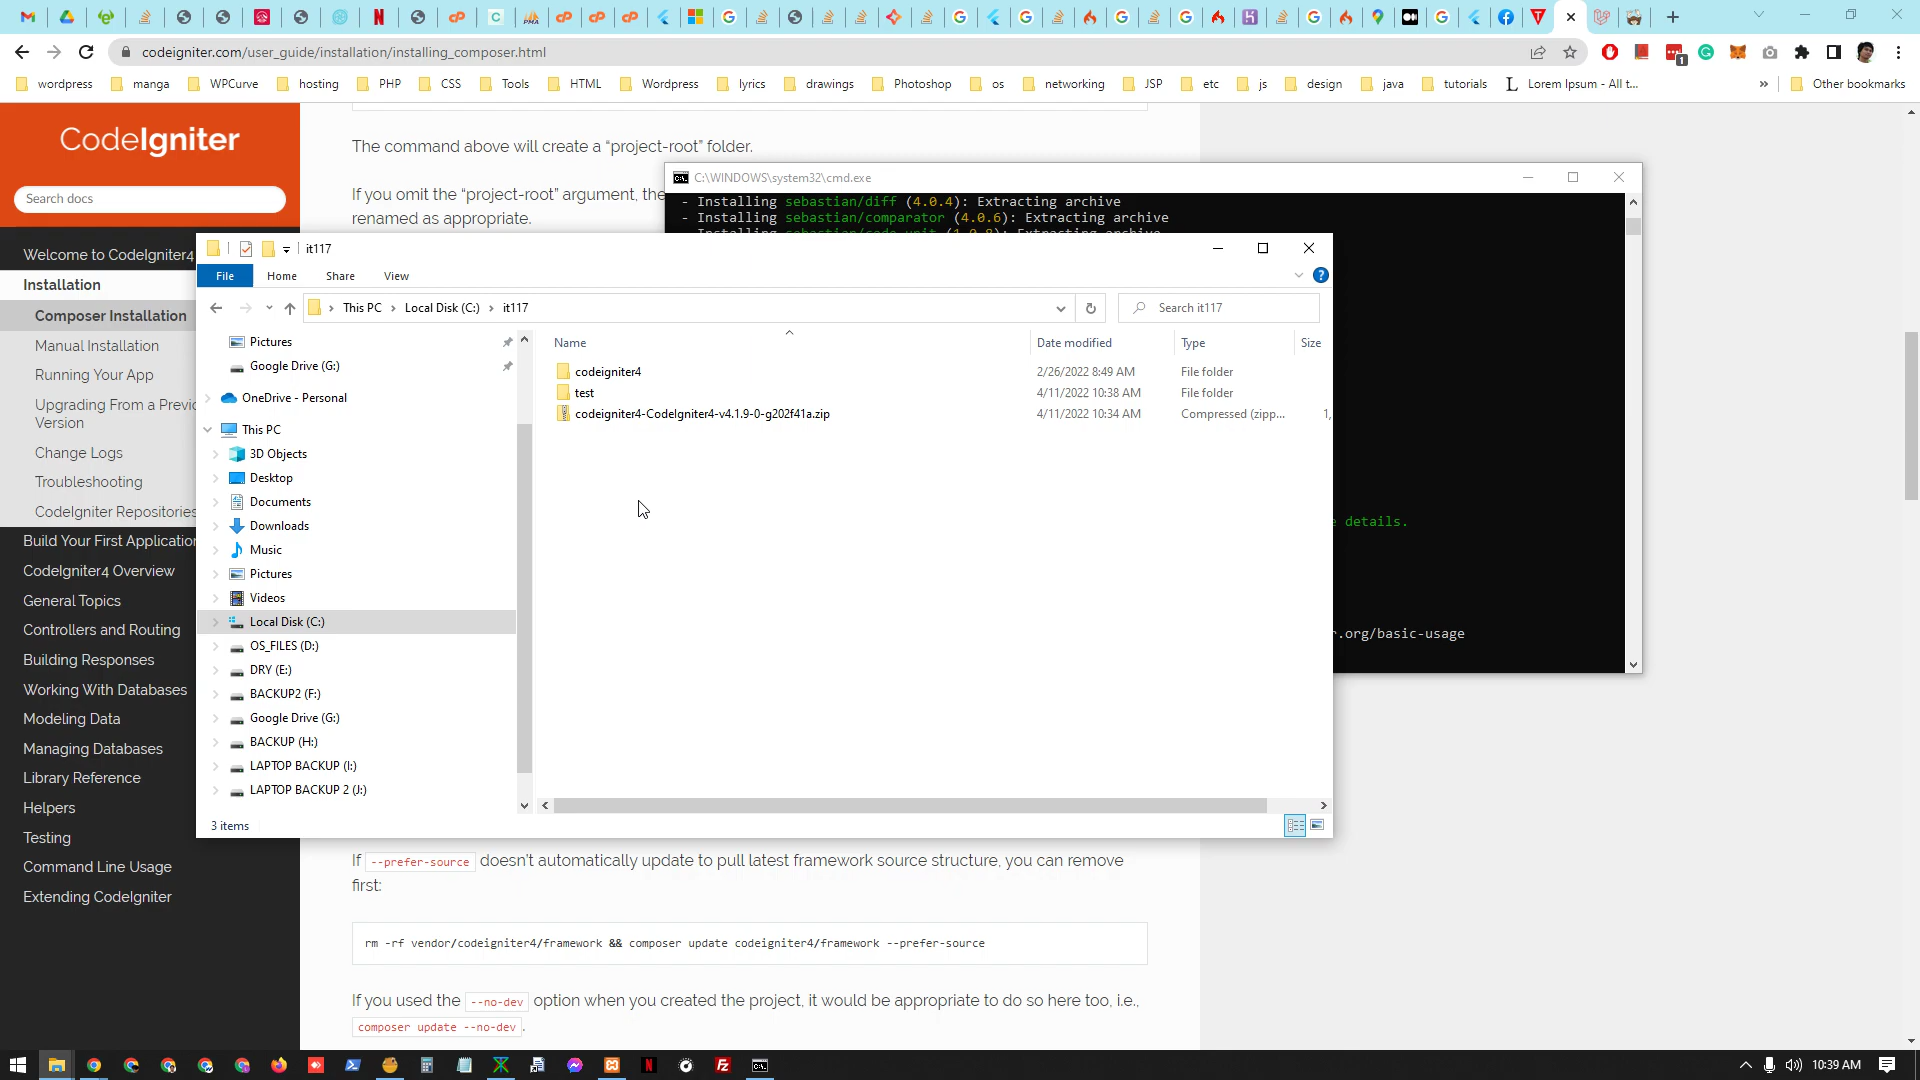 codeigniter.com/user_guide/installation/installing_composer.html
1
wordpress manga WPCurve hosting PHP CSS Tools HTML Wordpress lyrics drawings Photoshop os networking JSP etc js design java tutorials Lorem Ipsum - All t... » Other bookmarks
CodeIgniter
Search docs
Welcome to CodeIgniter4
Installation
Composer Installation
Manual Installation
Running Your App
Upgrading From a Previo
Version
Change Logs
Troubleshooting
CodeIgniter Repositories
Build Your First Application
CodeIgniter4 Overview
General Topics
Controllers and Routing
Building Responses
Working With Databases
Modeling Data
Managing Databases
Library Reference
Helpers
Testing
Command Line Usage
Extending CodeIgniter
The command above will create a “project-root” folder.
If you omit the “project-root” argument, the
renamed as appropriate.
C:\WINDOWS\system32\cmd.exe
- Installing sebastian/diff (4.0.4): Extracting archive
- Installing sebastian/comparator (4.0.6): Extracting archive
- Installing sebastian/code-unit (1.0.8): Extracting archive
e details.
r.org/basic-usage
it117
File Home Share View
This PC > Local Disk (C:) > it117
Search it117
Pictures
Google Drive (G:)
OneDrive - Personal
This PC
3D Objects
Desktop
Documents
Downloads
Music
Pictures
Videos
Local Disk (C:)
OS_FILES (D:)
DRY (E:)
BACKUP2 (F:)
Google Drive (G:)
BACKUP (H:)
LAPTOP BACKUP (I:)
LAPTOP BACKUP 2 (J:)
Name Date modified Type Size
codeigniter4 2/26/2022 8:49 AM File folder
test 4/11/2022 10:38 AM File folder
codeigniter4-CodeIgniter4-v4.1.9-0-g202f41a.zip 4/11/2022 10:34 AM Compressed (zipp... 1,
3 items
If --prefer-source doesn’t automatically update to pull latest framework source structure, you can remove
first:
rm -rf vendor/codeigniter4/framework && composer update codeigniter4/framework --prefer-source
If you used the --no-dev option when you created the project, it would be appropriate to do so here too, i.e.,
composer update --no-dev.
10:39 AM